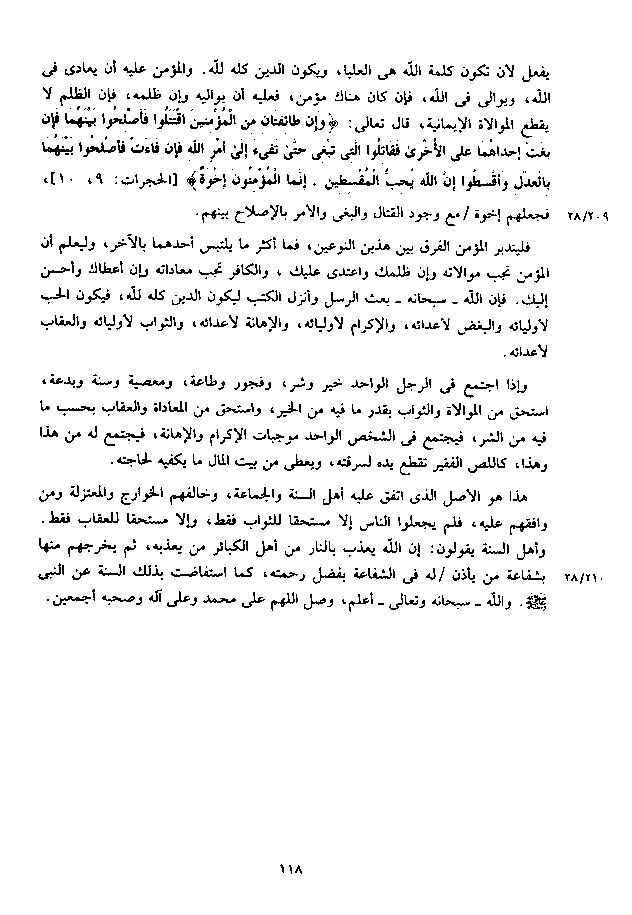 يفعل لأن تكون كلمة الله هى العليا، ويكون الدين كله لله. والمؤمن عليه أن يعادى فى
الله، ويوالى فى الله، فإن كان هناك مؤمن، فعليه أن يواليه وإن ظلمه، فإن الظلم لا
يقطع الموالاة الإيمانية، قال تعالى: ﴿وَإِن طَائِفَتَانِ مِنَ الْمُؤْمِنِينَ اقْتَتَلُوا فَأَصْلِحُوا بَيْنَهُمَا فَإِن
بَغَتْ إِحْدَاهُمَا عَلَى الأُخْرَىٰ فَقَاتِلُوا الَّتِي تَبْغِي حَتَّىٰ تَفِيءَ إِلَىٰ أَمْرِ اللَّهِ فَإِن فَاءَتْ فَأَصْلِحُوا بَيْنَهُمَا
بِالْعَدْلِ وَأَقْسِطُوا إِنَّ اللَّهَ يُحِبُّ الْمُقْسِطِينَ . إِنَّمَا الْمُؤْمِنُونَ إِخْوَةٌ﴾ [الحجرات: ٩، ١٠]،
٢٨/٢٠٩ فجعلهم إخوة / مع وجود القتال والبغى والأمر بالإصلاح بينهم.
فليتدبر المؤمن الفرق بين هذين النوعين، فما أكثر ما يلتبس أحدهما بالآخر، وليعلم أن
المؤمن تجب موالاته وإن ظلمك واعتدى عليك ، والكافر تجب معاداته وإن أعطاك وأحسن
إليك. فإن الله ـ سبحانه ـ بعث الرسل وأنزل الكتب ليكون الدين كله لله، فيكون الحب
لأوليائه والبغض لأعدائه، والإكرام لأوليائه، والإهانة لأعدائه، والثواب لأوليائه والعقاب
لأعدائه.
وإذا اجتمع فى الرجل الواحد خير وشر، وفجور وطاعة، ومعصية وسنة وبدعة،
استحق من الموالاة والثواب بقدر ما فيه من الخير، واستحق من المعاداة والعقاب بحسب ما
فيه من الشر، فيجتمع فى الشخص الواحد موجبات الإكرام والإهانة، فيجتمع له من هذا
وهذا، كاللص الفقير تقطع يده لسرقته، ويعطى من بيت المال ما يكفيه لحاجته.
هذا هو الأصل الذى اتفق عليه أهل السنة والجماعة، وخالفهم الخوارج والمعتزلة ومن
وافقهم عليه، فلم يجعلوا الناس إلا مستحقا للثواب فقط، وإلا مستحقا للعقاب فقط.
وأهل السنة يقولون: إن الله يعذب بالنار من أهل الكبائر من يعذبه، ثم يخرجهم منها
٢٨/٢١٠ بشفاعة من يأذن / له فى الشفاعة بفضل رحمته، كما استفاضت بذلك السنة عن النبى
ﷺ. والله ـ سبحانه وتعالى ـ أعلم، وصل اللهم على محمد وعلى آله وصحبه أجمعين.
١١٨